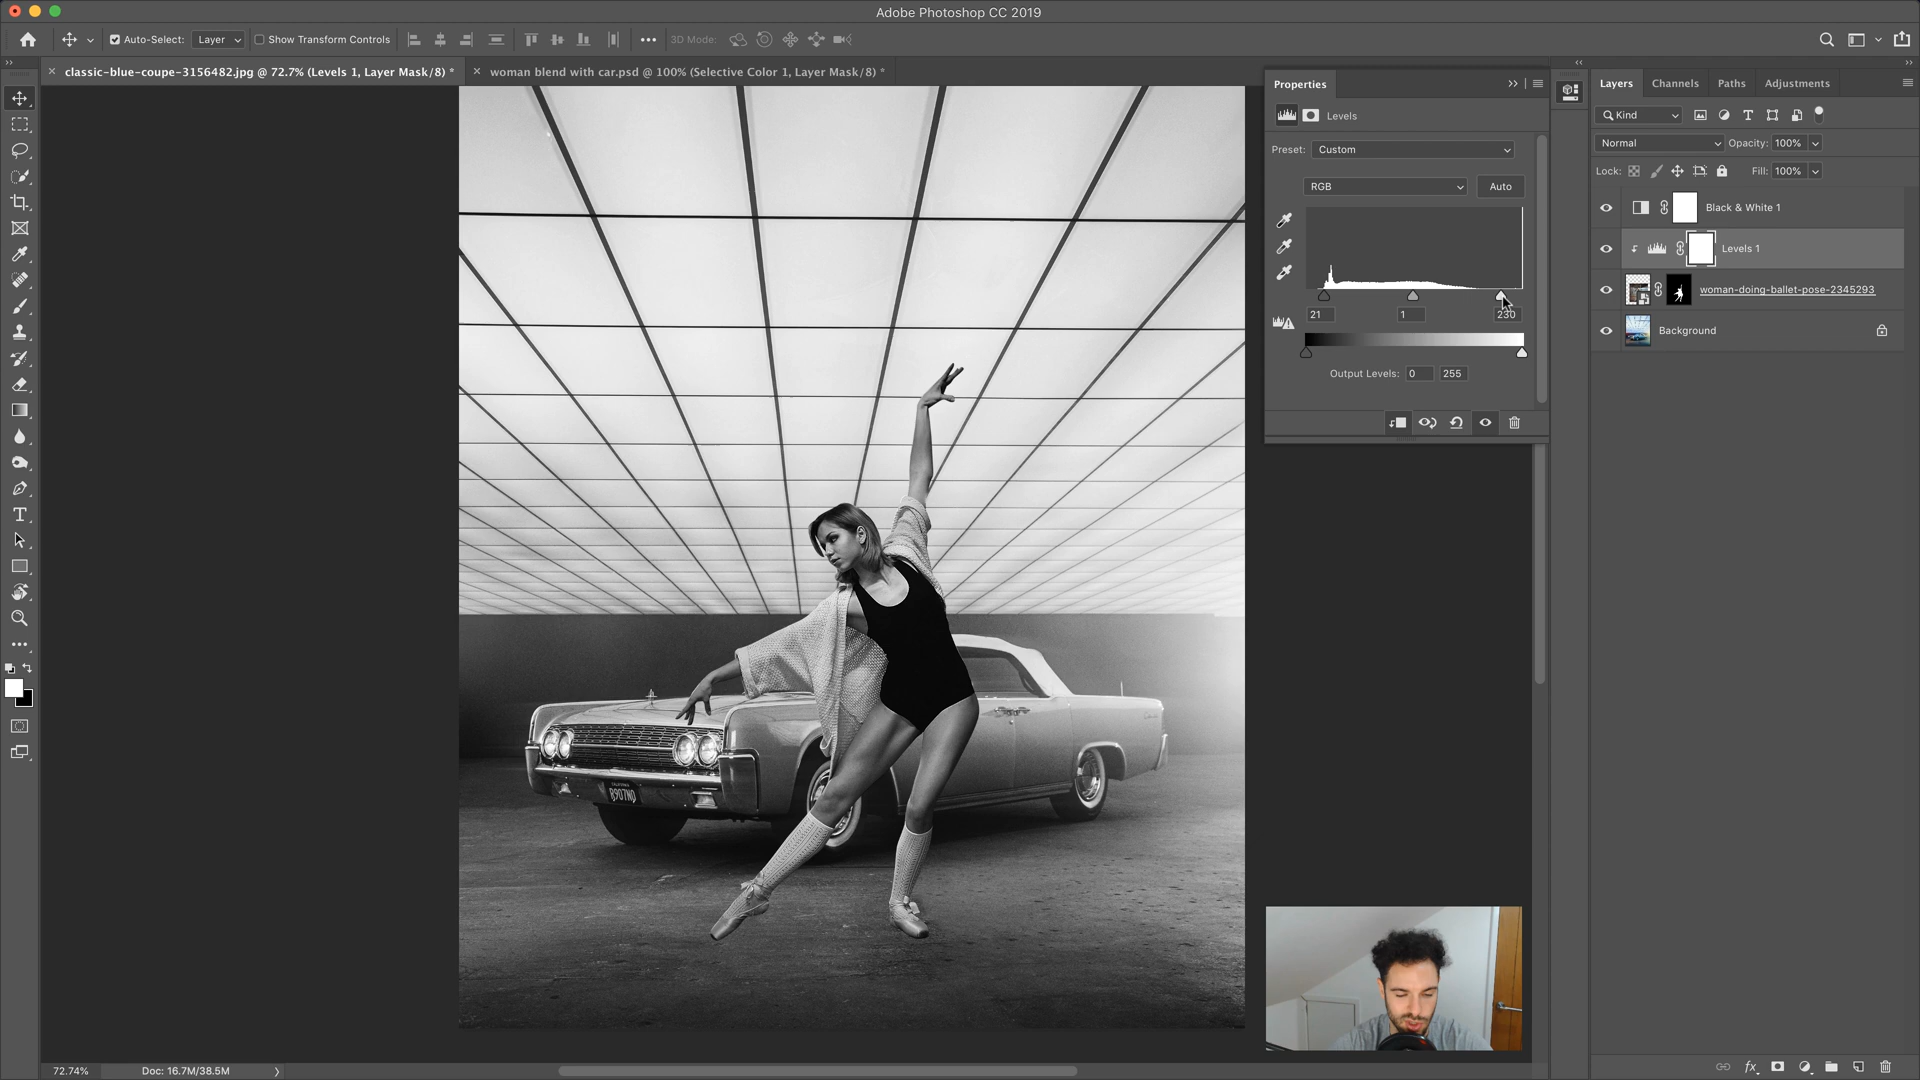 Adobe Photoshop CC 2019
Auto-Select: Layer Show Transform Controls 3D Mode:
classic-blue-coupe-3156482.jpg @ 72.7% (Levels 1, Layer Mask/8) *
woman blend with car.psd @ 100% (Selective Color 1, Layer Mask/8) *
Properties
Levels
Preset: Custom
RGB Auto
21 1 230
Output Levels: 0 255
Layers Channels Paths Adjustments
Kind
Normal Opacity: 100%
Lock: Fill: 100%
Black & White 1
Levels 1
woman-doing-ballet-pose-2345293
Background
72.74% Doc: 16.7M/38.5M